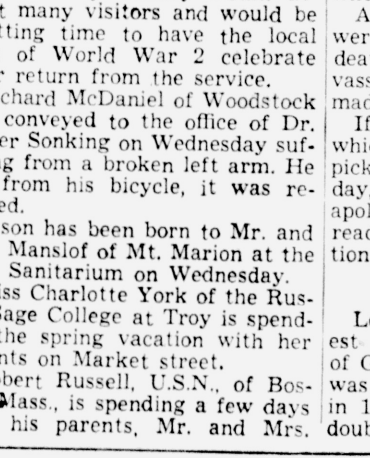 t many visitors and would be
tting time to have the local
of World War 2 celebrate
r return from the service.
chard McDaniel of Woodstock
conveyed to the office of Dr.
er Sonking on Wednesday suf-
g from a broken left arm. He
from his bicycle, it was re-
ed.
son has been born to Mr. and
Manslof of Mt. Marion at the
Sanitarium on Wednesday.
iss Charlotte York of the Rus-
Sage College at Troy is spend-
the spring vacation with her
nts on Market street.
bert Russell, U.S.N., of Bos-
Mass., is spending a few days
his parents, Mr. and Mrs.
A
wer
dea
vass
mad
If
whi
pick
day,
apol
read
tion
Lo
est
of C
was
in 1
doub